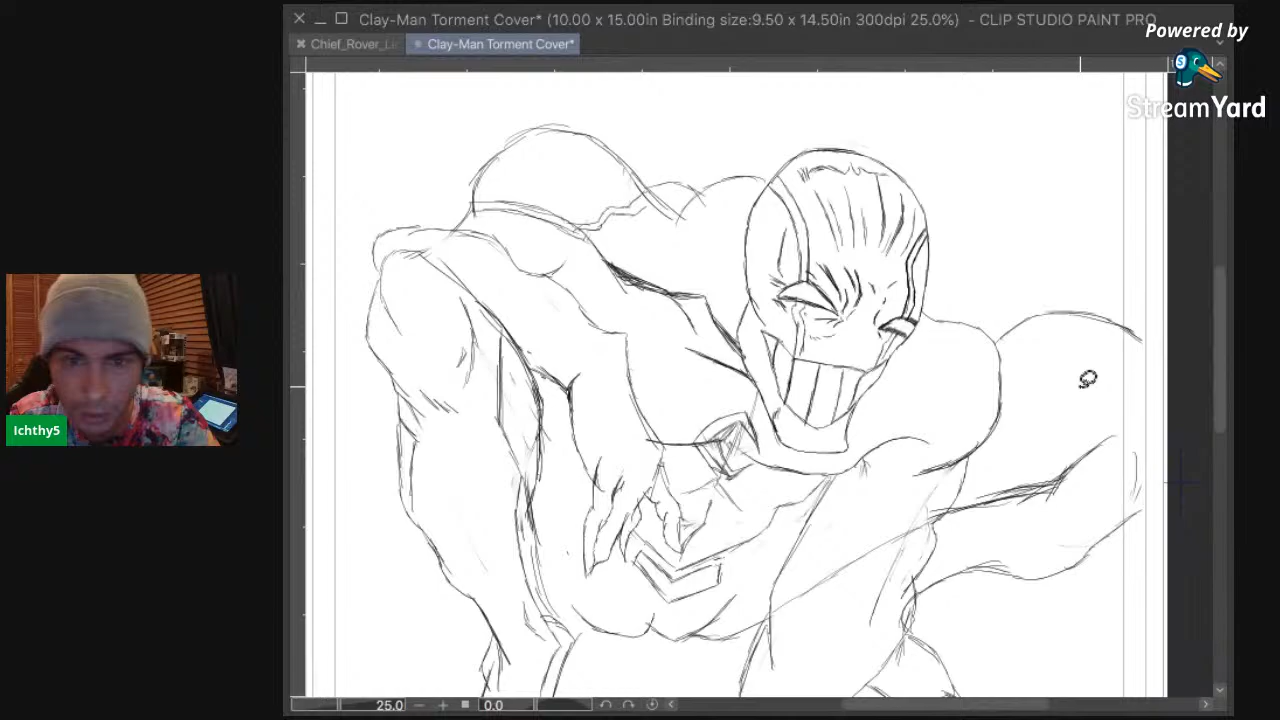 Clay-Man Torment Cover* (10.00 x 15.00in Binding size:9.50 x 14.50in 300dpi 25.0%) - CLIP STUDIO PAINT PRO
Powered by
Chief_Rover_Li
Clay-Man Torment Cover*
S
StreamYard
Ichthy5
25.0
0.0